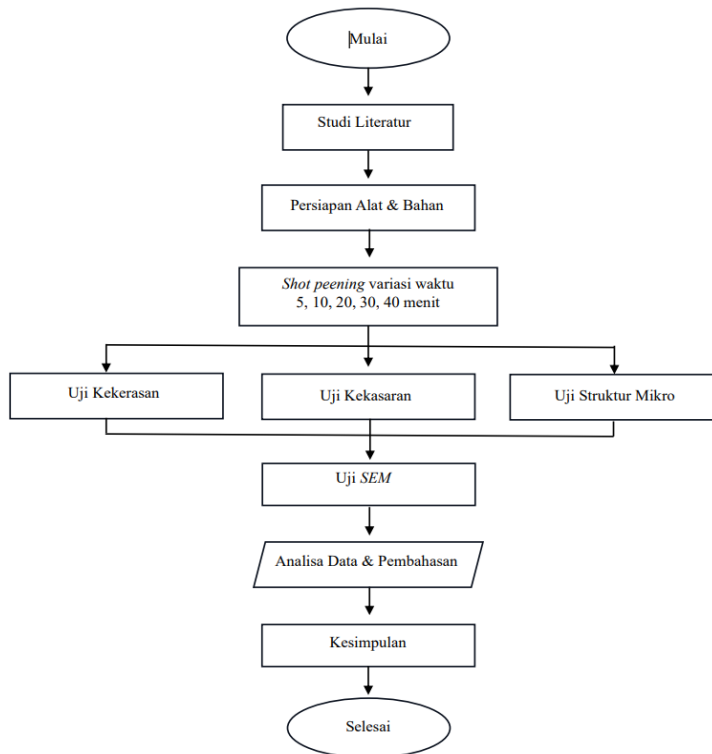 Mulai
Studi Literatur
Persiapan Alat & Bahan
Shot peening variasi waktu
5, 10, 20, 30, 40 menit
Uji Kekerasan
Uji Kekasaran
Uji Struktur Mikro
Uji SEM
Analisa Data & Pembahasan
Kesimpulan
Selesai